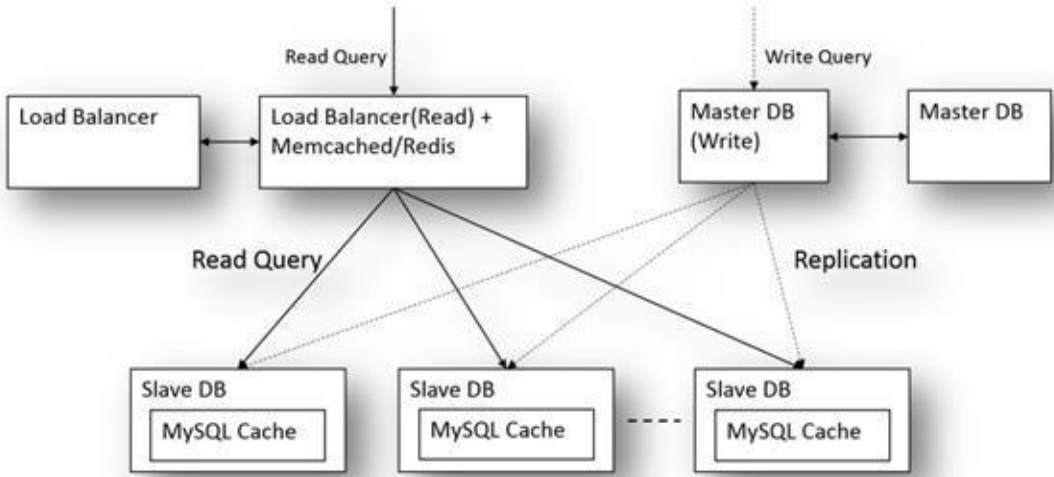 Read Query
Write Query
Load Balancer
Load Balancer(Read) +
Memcached/Redis
Master DB
(Write)
Master DB
Read Query
Replication
Slave DB
MySQL Cache
Slave DB
MySQL Cache
Slave DB
MySQL Cache